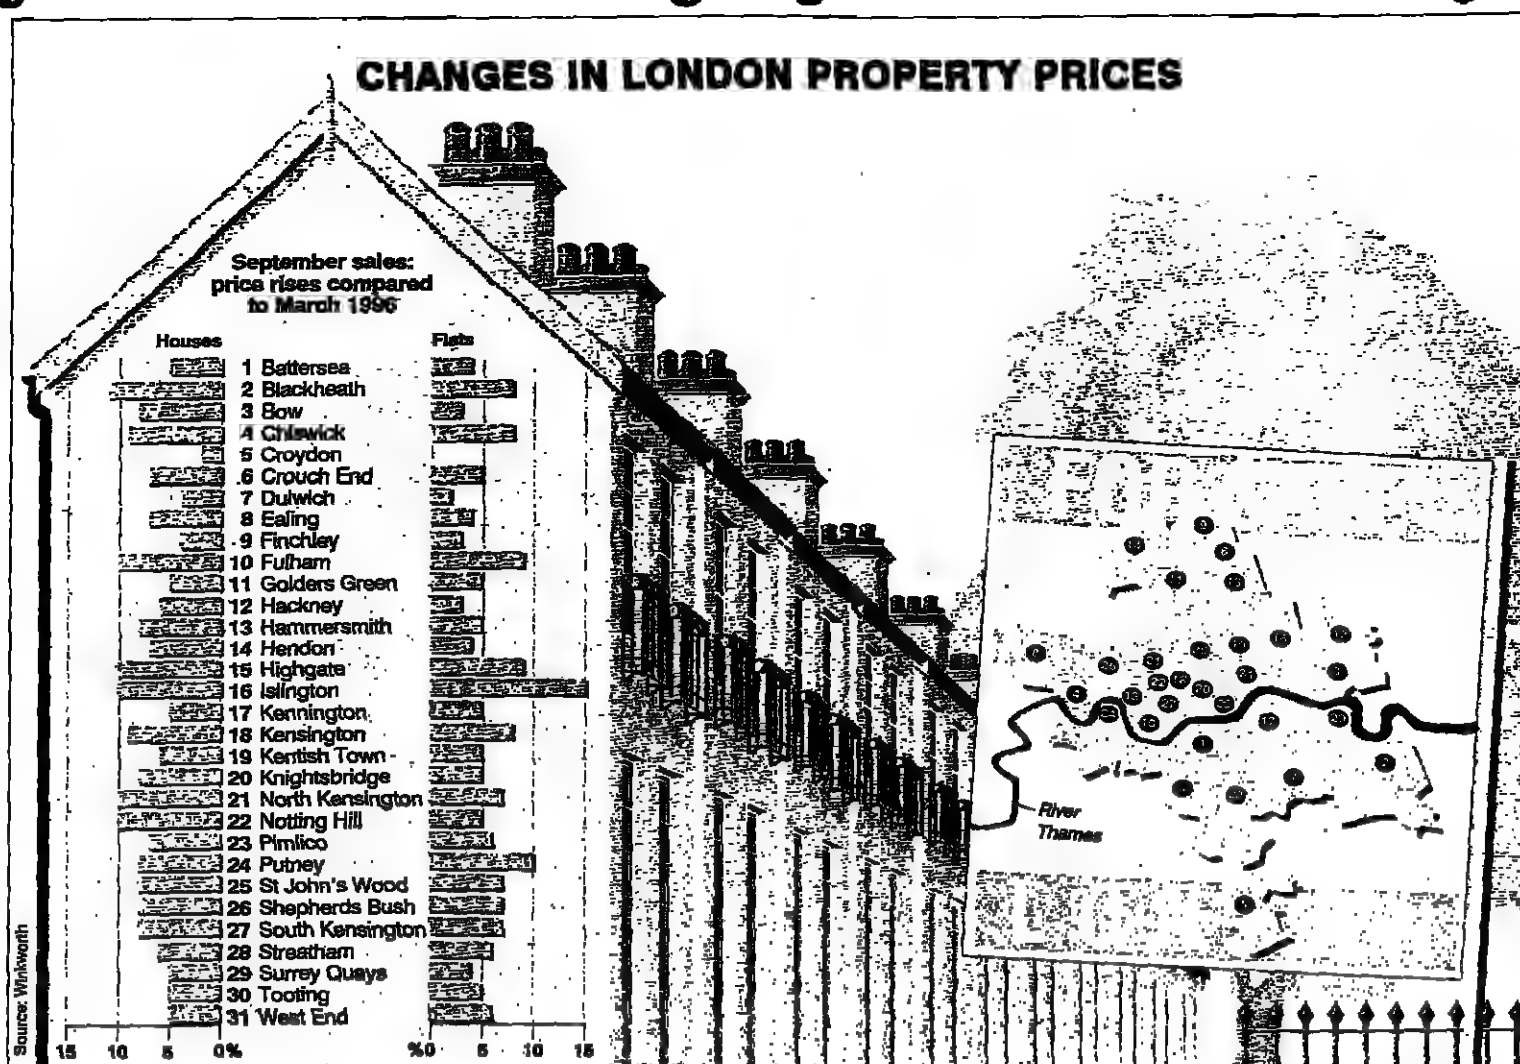 CHANGES IN LONDON PROPERTY PRICES
September sales:
price rises compared
to March 1996
Houses
Flats
1 Battersea
2 Blackheath
3 Bow
4 Chiswick
5 Croydon
6 Crouch End
7 Dulwich
8 Ealing
9 Finchley
10 Fulham
11 Golders Green
12 Hackney
13 Hammersmith
14 Hendon
15 Highgate
16 Islington
17 Kennington
18 Kensington
19 Kentish Town
20 Knightsbridge
21 North Kensington
22 Notting Hill
23 Pimlico
24 Putney
25 St John's Wood
26 Shepherds Bush
27 South Kensington
28 Streatham
29 Surrey Quays
30 Tooting
31 West End
15 10 5 0%
%0 5 10 15
Source: Winkworth
River
Thames